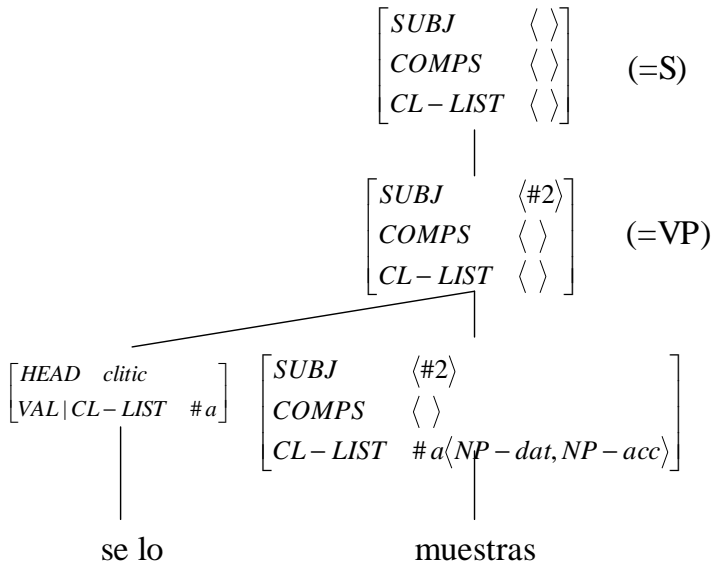 SUBJ ⟨ ⟩
COMPS ⟨ ⟩ (=S)
CL – LIST ⟨ ⟩
SUBJ ⟨#2⟩
COMPS ⟨ ⟩ (=VP)
CL – LIST ⟨ ⟩
HEAD clitic
VAL | CL – LIST # a
SUBJ ⟨#2⟩
COMPS ⟨ ⟩
CL – LIST # a⟨NP – dat, NP – acc⟩
se lo muestras